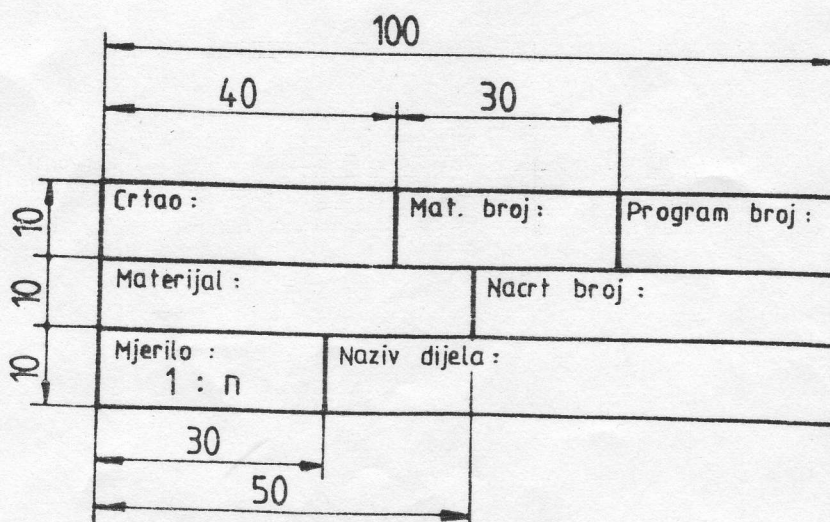 100
40 30
10 Crtao : Mat. broj : Program broj :
10 Materijal : Nacrt broj :
10 Mjerilo : Naziv dijela :
1 : n
30
50